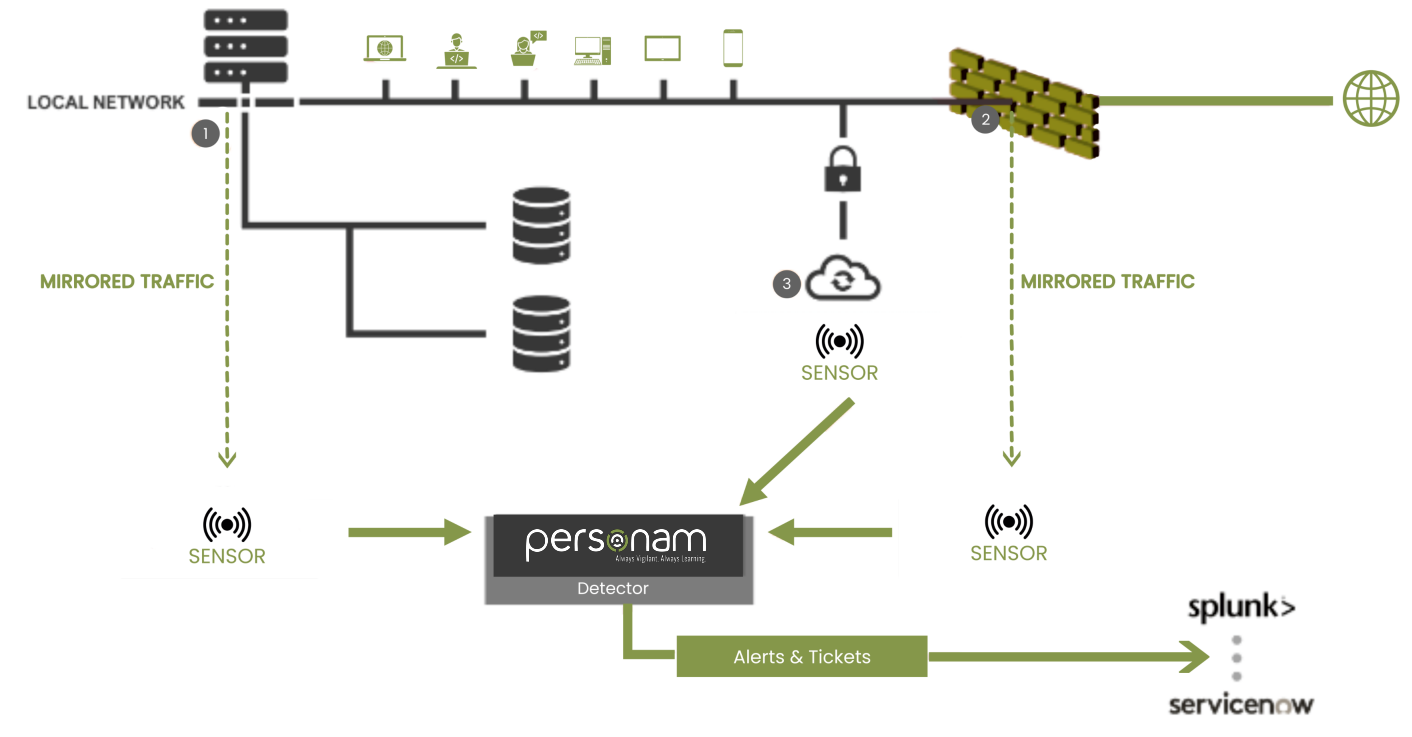 LOCAL NETWORK
1
2
MIRRORED TRAFFIC
3
MIRRORED TRAFFIC
SENSOR
SENSOR
personam
Always Vigilant. Always Learning.
Detector
SENSOR
splunk>
Alerts & Tickets
servicenow